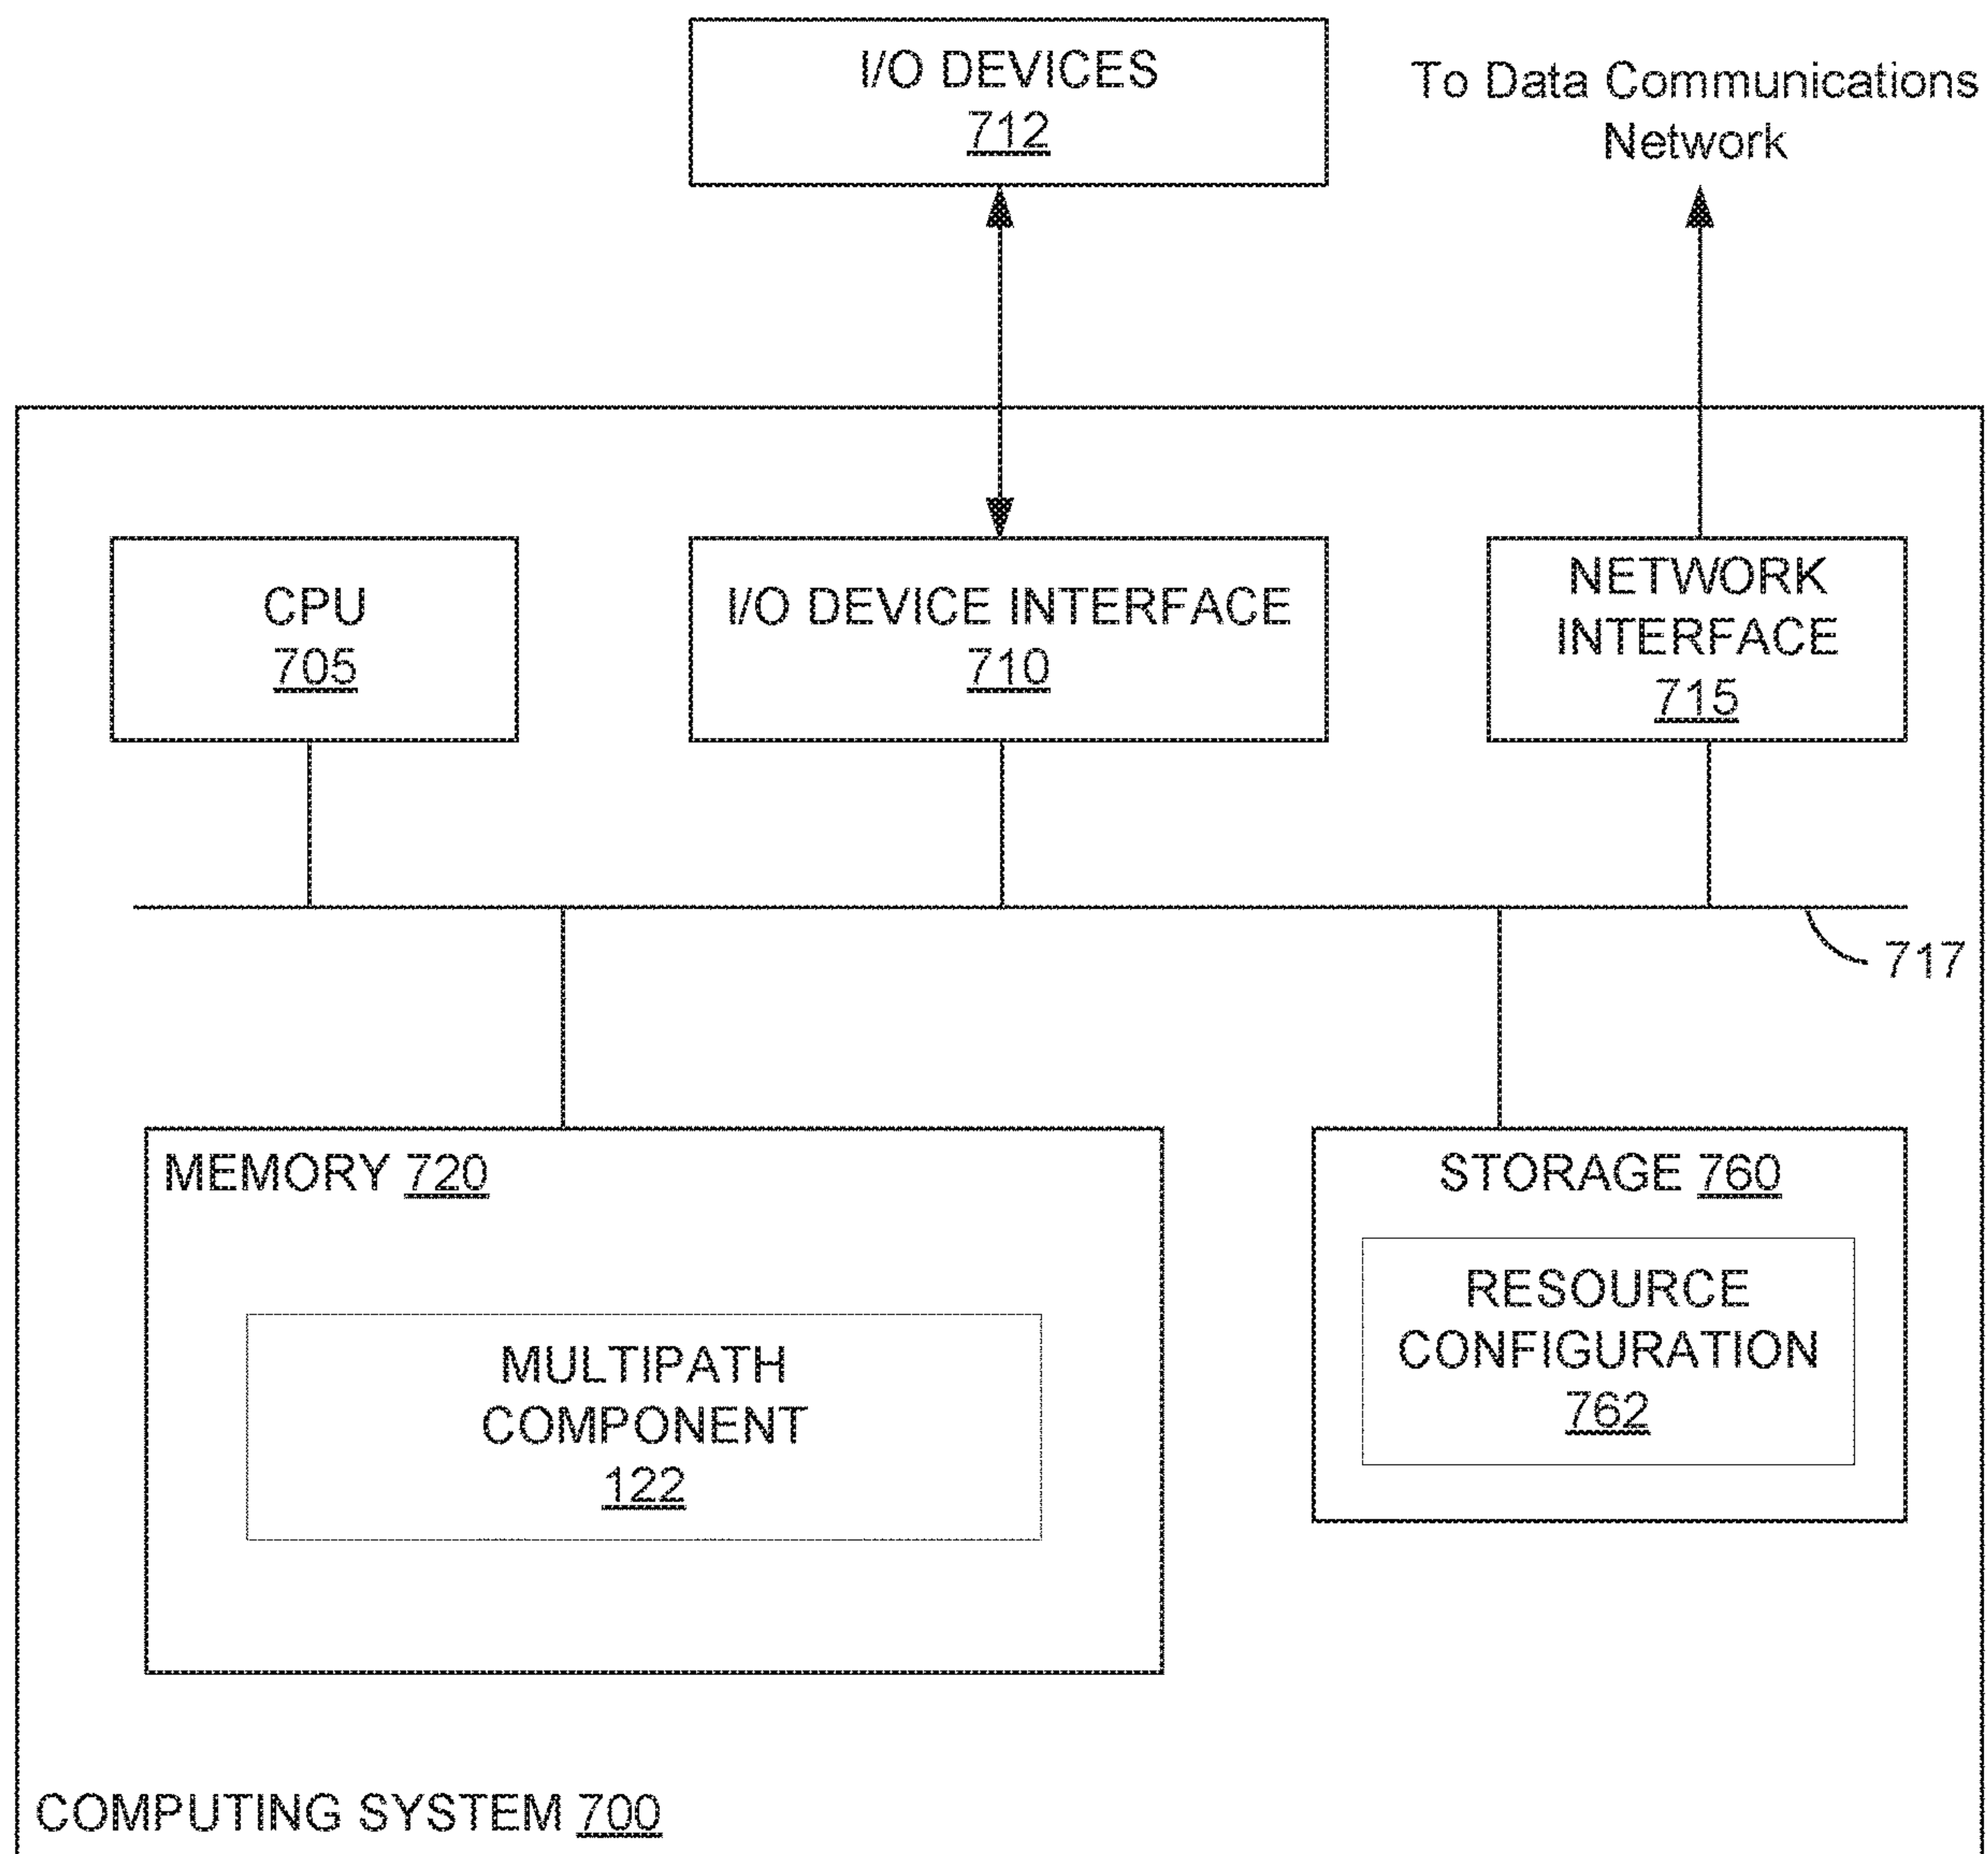 I/O DEVICES
712
To Data Communications
Network
CPU
705
I/O DEVICE INTERFACE
710
NETWORK
INTERFACE
715
717
MEMORY 720
MULTIPATH
COMPONENT
122
STORAGE 760
RESOURCE
CONFIGURATION
762
COMPUTING SYSTEM 700